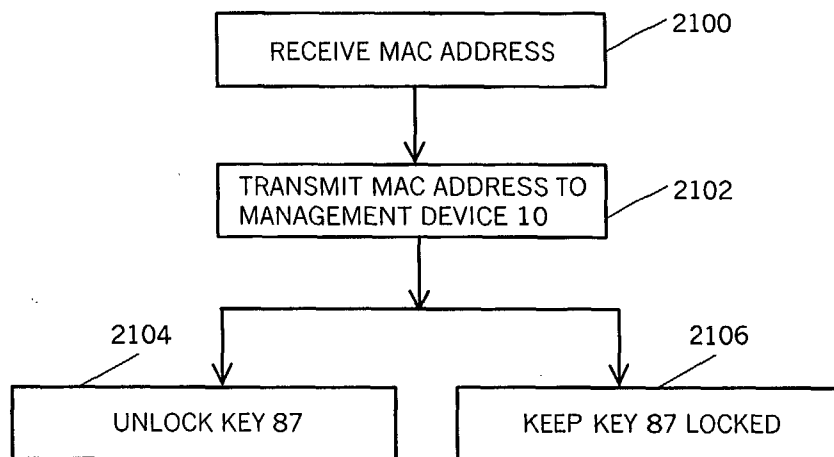 RECEIVE MAC ADDRESS
2100
TRANSMIT MAC ADDRESS TO
MANAGEMENT DEVICE 10
2102
2104
2106
UNLOCK KEY 87
KEEP KEY 87 LOCKED